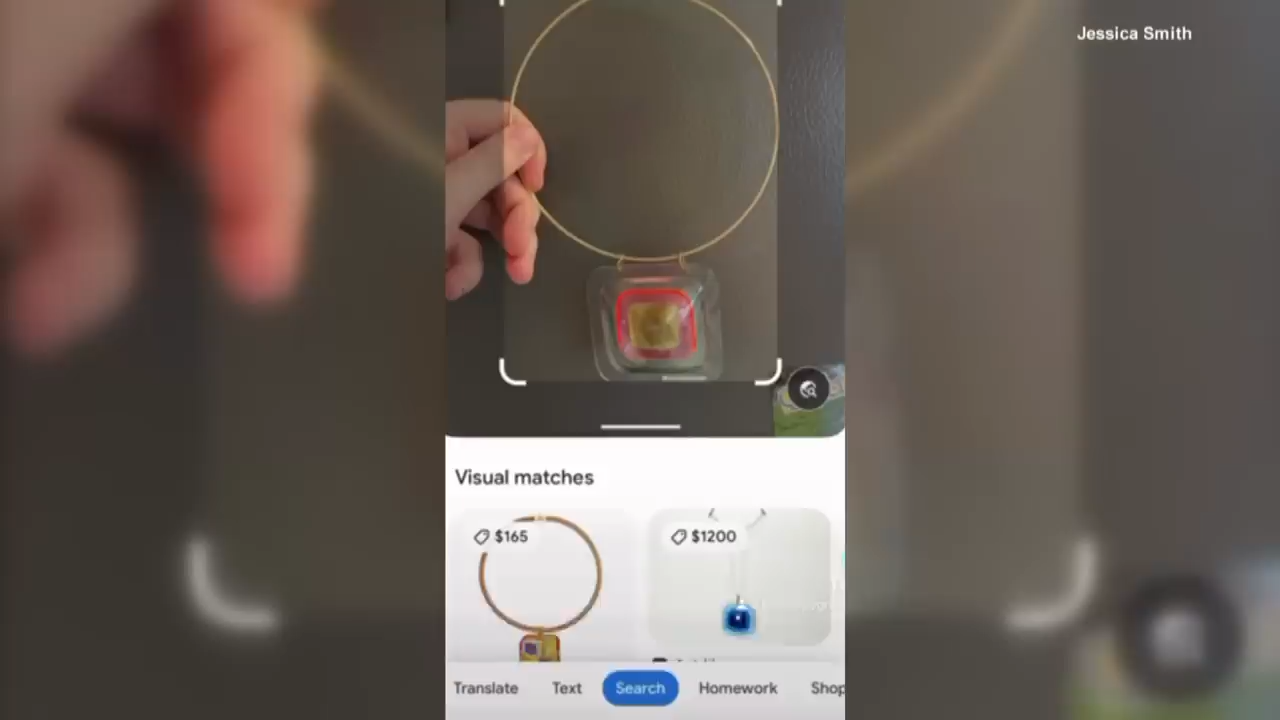 Jessica Smith
Visual matches
$165
$1200
Translate
Text
Search
Homework
Shop